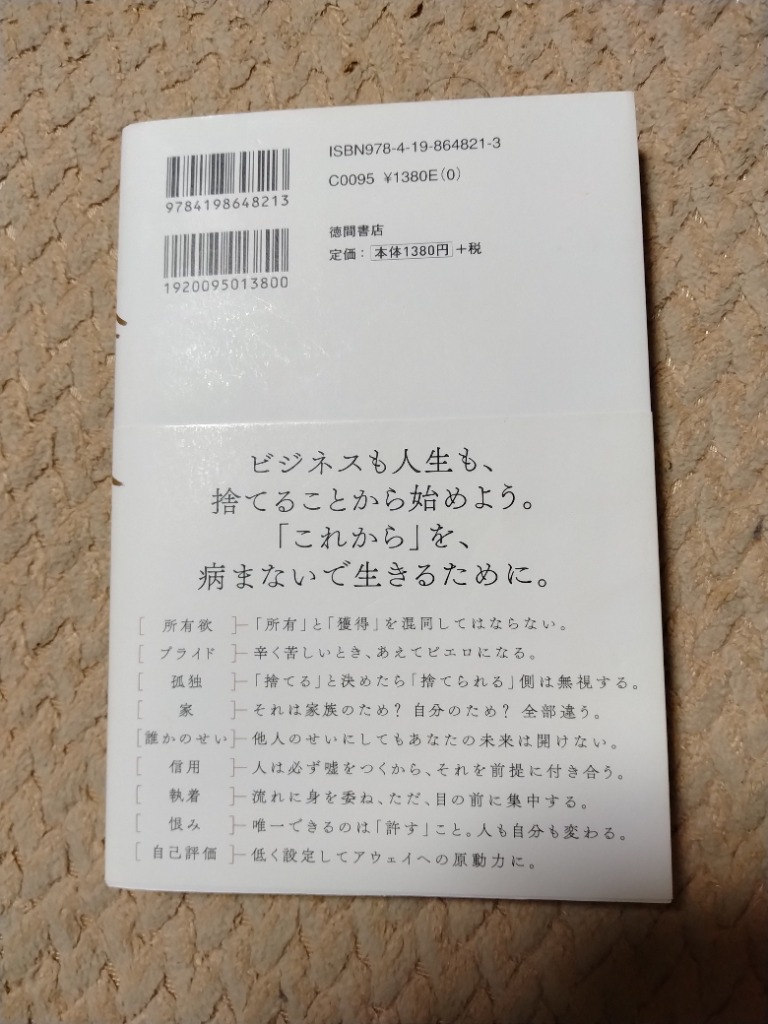 ISBN978-4-19-864821-3
C0095 ¥1380E(0)
9784198648213
徳間書店
定価：本体1380円＋税
1920095013800
ビジネスも人生も、
捨てることから始めよう。
「これから」を、
病まないで生きるために。
［所有欲］―「所有」と「獲得」を混同してはならない。
［プライド］―辛く苦しいとき、あえてピエロになる。
［孤独］―「捨てる」と決めたら「捨てられる」側は無視する。
［家］―それは家族のため？ 自分のため？ 全部違う。
［誰かのせい］―他人のせいにしてもあなたの未来は開けない。
［信用］―人は必ず嘘をつくから、それを前提に付き合う。
［執着］―流れに身を委ね、ただ、目の前に集中する。
［恨み］―唯一できるのは「許す」こと。人も自分も変わる。
［自己評価］―低く設定してアウェイへの原動力に。